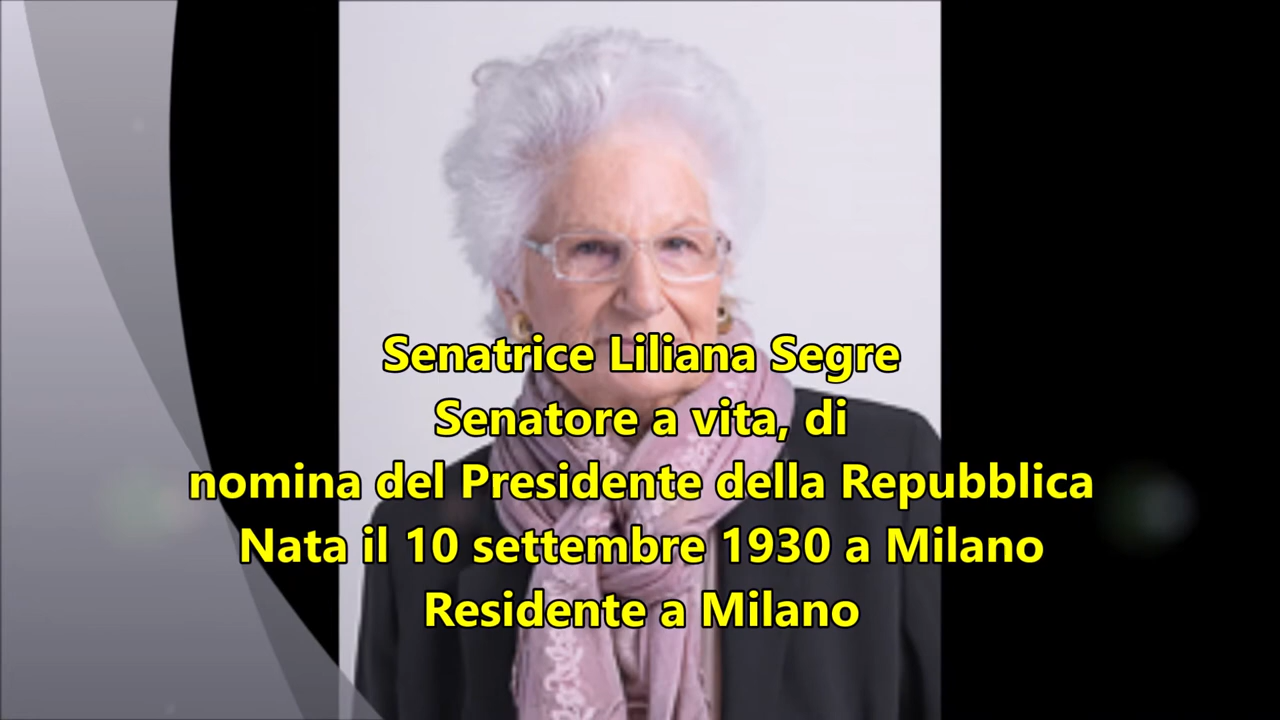 Senatrice Liliana Segre
Senatore a vita, di
nomina del Presidente della Repubblica
Nata il 10 settembre 1930 a Milano
Residente a Milano